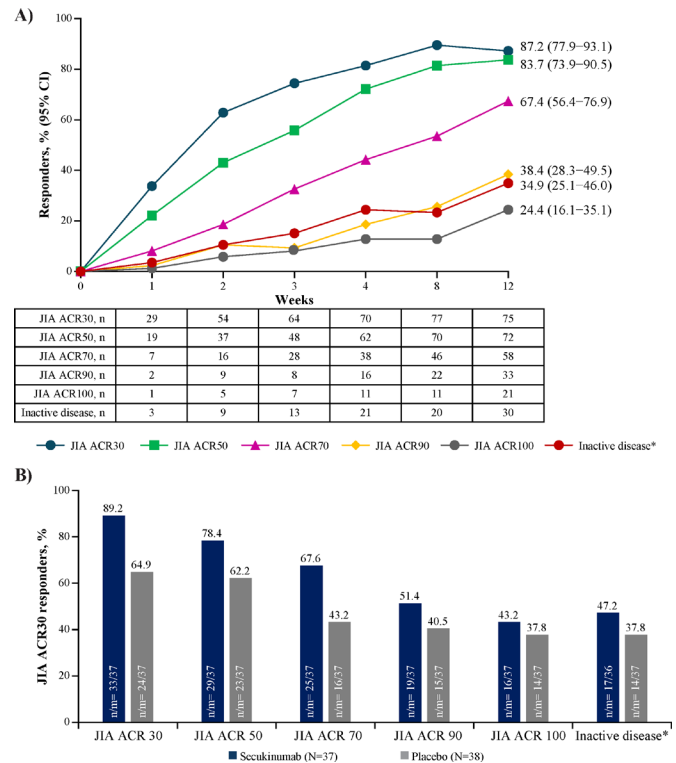 A)
Responders, % (95% CI)
100
80
60
40
20
0
0 1 2 3 4 8 12
Weeks
87.2 (77.9−93.1)
83.7 (73.9−90.5)
67.4 (56.4−76.9)
38.4 (28.3−49.5)
34.9 (25.1−46.0)
24.4 (16.1−35.1)
JIA ACR30, n 29 54 64 70 77 75
JIA ACR50, n 19 37 48 62 70 72
JIA ACR70, n 7 16 28 38 46 58
JIA ACR90, n 2 9 8 16 22 33
JIA ACR100, n 1 5 7 11 11 21
Inactive disease, n 3 9 13 21 20 30
JIA ACR30 JIA ACR50 JIA ACR70 JIA ACR90 JIA ACR100 Inactive disease*
B)
JIA ACR30 responders, %
100
80
60
40
20
0
89.2 64.9 78.4 62.2 67.6 43.2 51.4 40.5 43.2 37.8 47.2 37.8
n/m= 33/37 n/m= 24/37 n/m= 29/37 n/m= 23/37 n/m= 25/37 n/m= 16/37 n/m= 19/37 n/m= 15/37 n/m= 16/37 n/m= 14/37 n/m= 17/36 n/m= 14/37
JIA ACR 30 JIA ACR 50 JIA ACR 70 JIA ACR 90 JIA ACR 100 Inactive disease*
Secukinumab (N=37) Placebo (N=38)